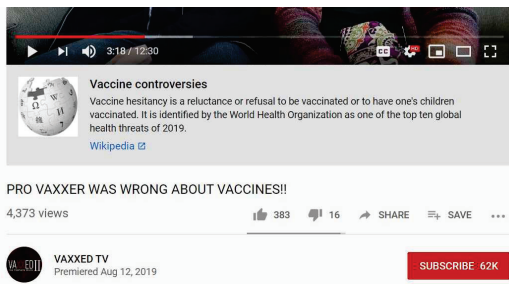 3:18 / 12:30 CC HD
Vaccine controversies
Vaccine hesitancy is a reluctance or refusal to be vaccinated or to have one's children
vaccinated. It is identified by the World Health Organization as one of the top ten global
health threats of 2019.
Wikipedia
PRO VAXXER WAS WRONG ABOUT VACCINES!!
4,373 views 383 16 SHARE SAVE
VAXXED TV
Premiered Aug 12, 2019
SUBSCRIBE 62K